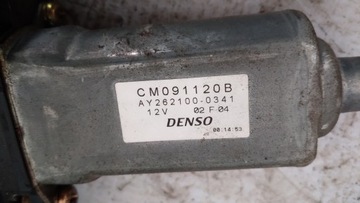 CM091120B
AY262100-0341
12V 02 F 04
DENSO
08:14:53